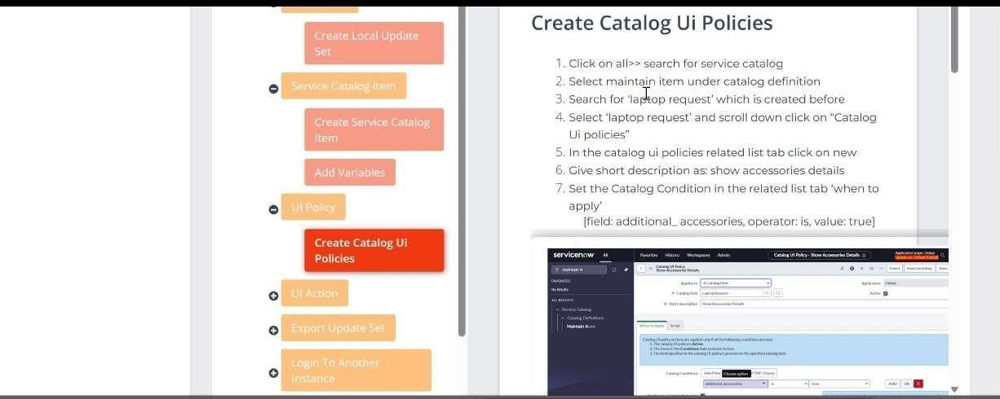 Create Local Update
Set
Service Catalog Item
Create Service Catalog
Item
Add Variables
UI Policy
Create Catalog Ui
Policies
UI Action
Export Update Set
Login To Another
Instance
Create Catalog Ui Policies
1. Click on all>> search for service catalog
2. Select maintain item under catalog definition
3. Search for ‘laptop request’ which is created before
4. Select ‘laptop request’ and scroll down click on “Catalog
Ui policies”
5. In the catalog ui policies related list tab click on new
6. Give short description as: show accessories details
7. Set the Catalog Condition in the related list tab ‘when to
apply’
[field: additional_ accessories, operator: is, value: true]
servicenow All Favorites History Workspaces Admin Catalog UI Policy - Show Accessories Details
Application scope: Global
Update set: Default [Global]
maintain it
FAVORITES
No Results
ALL RESULTS
Service Catalog
Catalog Definitions
Maintain Items
Catalog UI Policy
Show Accessories Details
Insert Insert and Stay Save
Applies to A Catalog Item Application Global
Catalog item Laptop Request Active
Short description Show Accessories Details
When to Apply Script
Catalog UI policy actions are applied only if all the following conditions are met:
1. The catalog UI policy is Active
2. The items in the Conditions field evaluate to true
3. The field specified in the catalog UI policy is present on the specified catalog item
Catalog Conditions Add Filter Choose option "OR" Clause
additional_accessories is true AND OR X